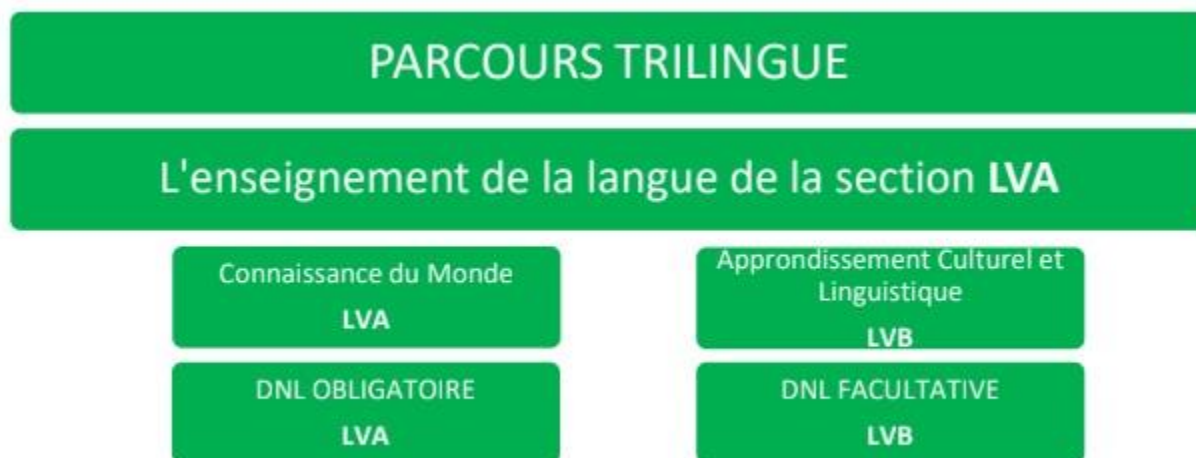 PARCOURS TRILINGUE
L'enseignement de la langue de la section LVA
Connaissance du Monde
LVA
Approndissement Culturel et
Linguistique
LVB
DNL OBLIGATOIRE
LVA
DNL FACULTATIVE
LVB